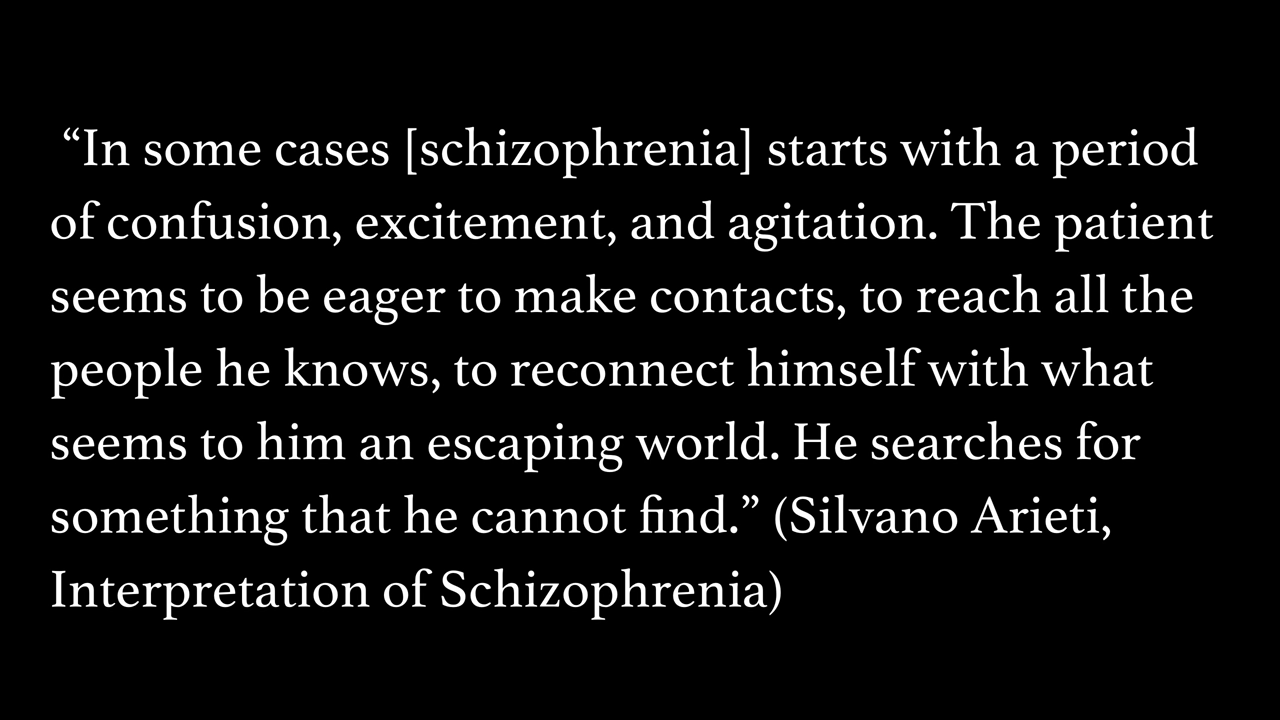 “In some cases [schizophrenia] starts with a period
of confusion, excitement, and agitation. The patient
seems to be eager to make contacts, to reach all the
people he knows, to reconnect himself with what
seems to him an escaping world. He searches for
something that he cannot find.” (Silvano Arieti,
Interpretation of Schizophrenia)